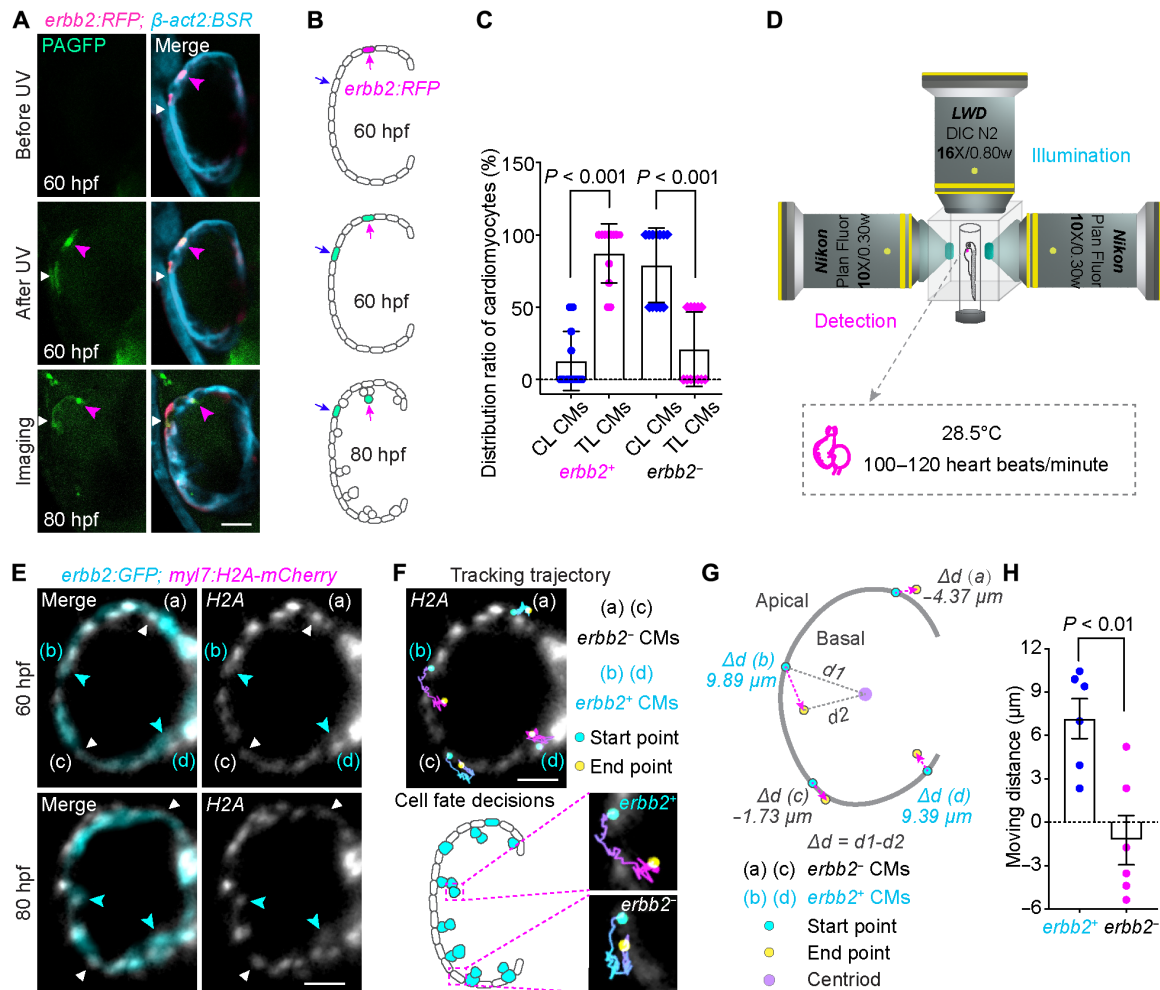 A
erbb2:RFP; β-act2:BSR
PAGFP
Merge
Before UV
60 hpf
After UV
60 hpf
Imaging
80 hpf
B
erbb2:RFP
60 hpf
60 hpf
80 hpf
C
Distribution ratio of cardiomyocytes (%)
150
100
50
0
P < 0.001
P < 0.001
CL CMs
TL CMs
CL CMs
TL CMs
erbb2⁺
erbb2⁻
D
LWD
DIC N2
16X/0.80w
Illumination
Nikon
Plan Fluor
10X/0.30w
Nikon
Plan Fluor
10X/0.30w
Detection
28.5°C
100–120 heart beats/minute
E
erbb2:GFP; myl7:H2A-mCherry
60 hpf
Merge
(a)
(b)
(c)
(d)
H2A
(a)
(b)
(c)
(d)
80 hpf
Merge
H2A
F
Tracking trajectory
H2A
(a)
(b)
(c)
(d)
(a) (c)
erbb2⁻ CMs
(b) (d)
erbb2⁺ CMs
Start point
End point
Cell fate decisions
erbb2⁺
erbb2⁻
G
Apical
Basal
Δd (a)
–4.37 µm
Δd (b)
9.89 µm
d1
d2
Δd (c)
–1.73 µm
Δd (d)
9.39 µm
Δd = d1-d2
(a) (c) erbb2⁻ CMs
(b) (d) erbb2⁺ CMs
Start point
End point
Centriod
H
P < 0.01
Moving distance (µm)
12
9
6
3
0
–3
–6
erbb2⁺
erbb2⁻